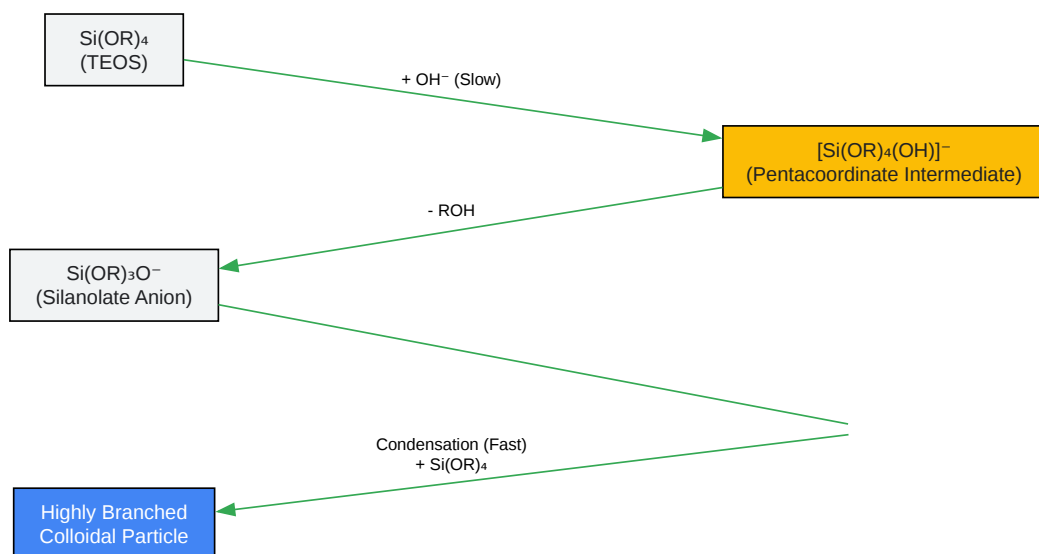 Si(OR)₄
(TEOS)
+ OH⁻ (Slow)
[Si(OR)₄(OH)]⁻
(Pentacoordinate Intermediate)
- ROH
Si(OR)₃O⁻
(Silanolate Anion)
Condensation (Fast)
+ Si(OR)₄
Highly Branched
Colloidal Particle